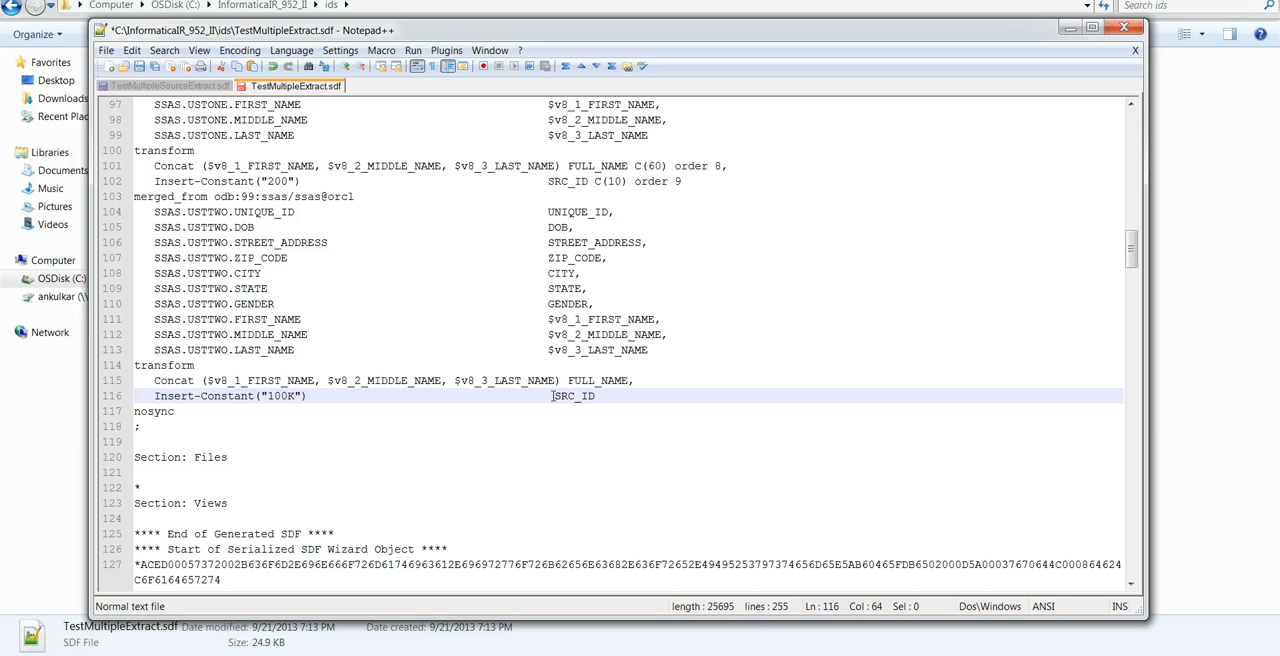 Computer ▸ OSDisk (C:) ▸ InformaticaIR_952_II ▸ ids ▸
Search ids
*C:\InformaticaIR_952_II\ids\TestMultipleExtract.sdf - Notepad++
Organize
File Edit Search View Encoding Language Settings Macro Run Plugins Window ? X
TestMultipleSourceExtract.sdf TestMultipleExtract.sdf
Favorites
Desktop
Downloads
Recent Plac
Libraries
Documents
Music
Pictures
Videos
Computer
OSDisk (C:)
ankulkar (\\
Network
97 SSAS.USTONE.FIRST_NAME $v8_1_FIRST_NAME,
98 SSAS.USTONE.MIDDLE_NAME $v8_2_MIDDLE_NAME,
99 SSAS.USTONE.LAST_NAME $v8_3_LAST_NAME
100 transform
101 Concat ($v8_1_FIRST_NAME, $v8_2_MIDDLE_NAME, $v8_3_LAST_NAME) FULL_NAME C(60) order 8,
102 Insert-Constant("200") SRC_ID C(10) order 9
103 merged_from odb:99:ssas/ssas@orcl
104 SSAS.USTTWO.UNIQUE_ID UNIQUE_ID,
105 SSAS.USTTWO.DOB DOB,
106 SSAS.USTTWO.STREET_ADDRESS STREET_ADDRESS,
107 SSAS.USTTWO.ZIP_CODE ZIP_CODE,
108 SSAS.USTTWO.CITY CITY,
109 SSAS.USTTWO.STATE STATE,
110 SSAS.USTTWO.GENDER GENDER,
111 SSAS.USTTWO.FIRST_NAME $v8_1_FIRST_NAME,
112 SSAS.USTTWO.MIDDLE_NAME $v8_2_MIDDLE_NAME,
113 SSAS.USTTWO.LAST_NAME $v8_3_LAST_NAME
114 transform
115 Concat ($v8_1_FIRST_NAME, $v8_2_MIDDLE_NAME, $v8_3_LAST_NAME) FULL_NAME,
116 Insert-Constant("100K") SRC_ID
117 nosync
118 ;
119
120 Section: Files
121
122 *
123 Section: Views
124
125 **** End of Generated SDF ****
126 **** Start of Serialized SDF Wizard Object ****
127 *ACED00057372002B636F6D2E696E666F726D61746963612E696972776F726B62656E63682E636F72652E49495253797374656D65E5AB60465FDB6502000D5A00037670644C000864624
C6F6164657274
Normal text file length : 25695 lines : 255 Ln : 116 Col : 64 Sel : 0 Dos\Windows ANSI INS
TestMultipleExtract.sdf Date modified: 9/21/2013 7:13 PM Date created: 9/21/2013 7:13 PM
SDF File Size: 24.9 KB